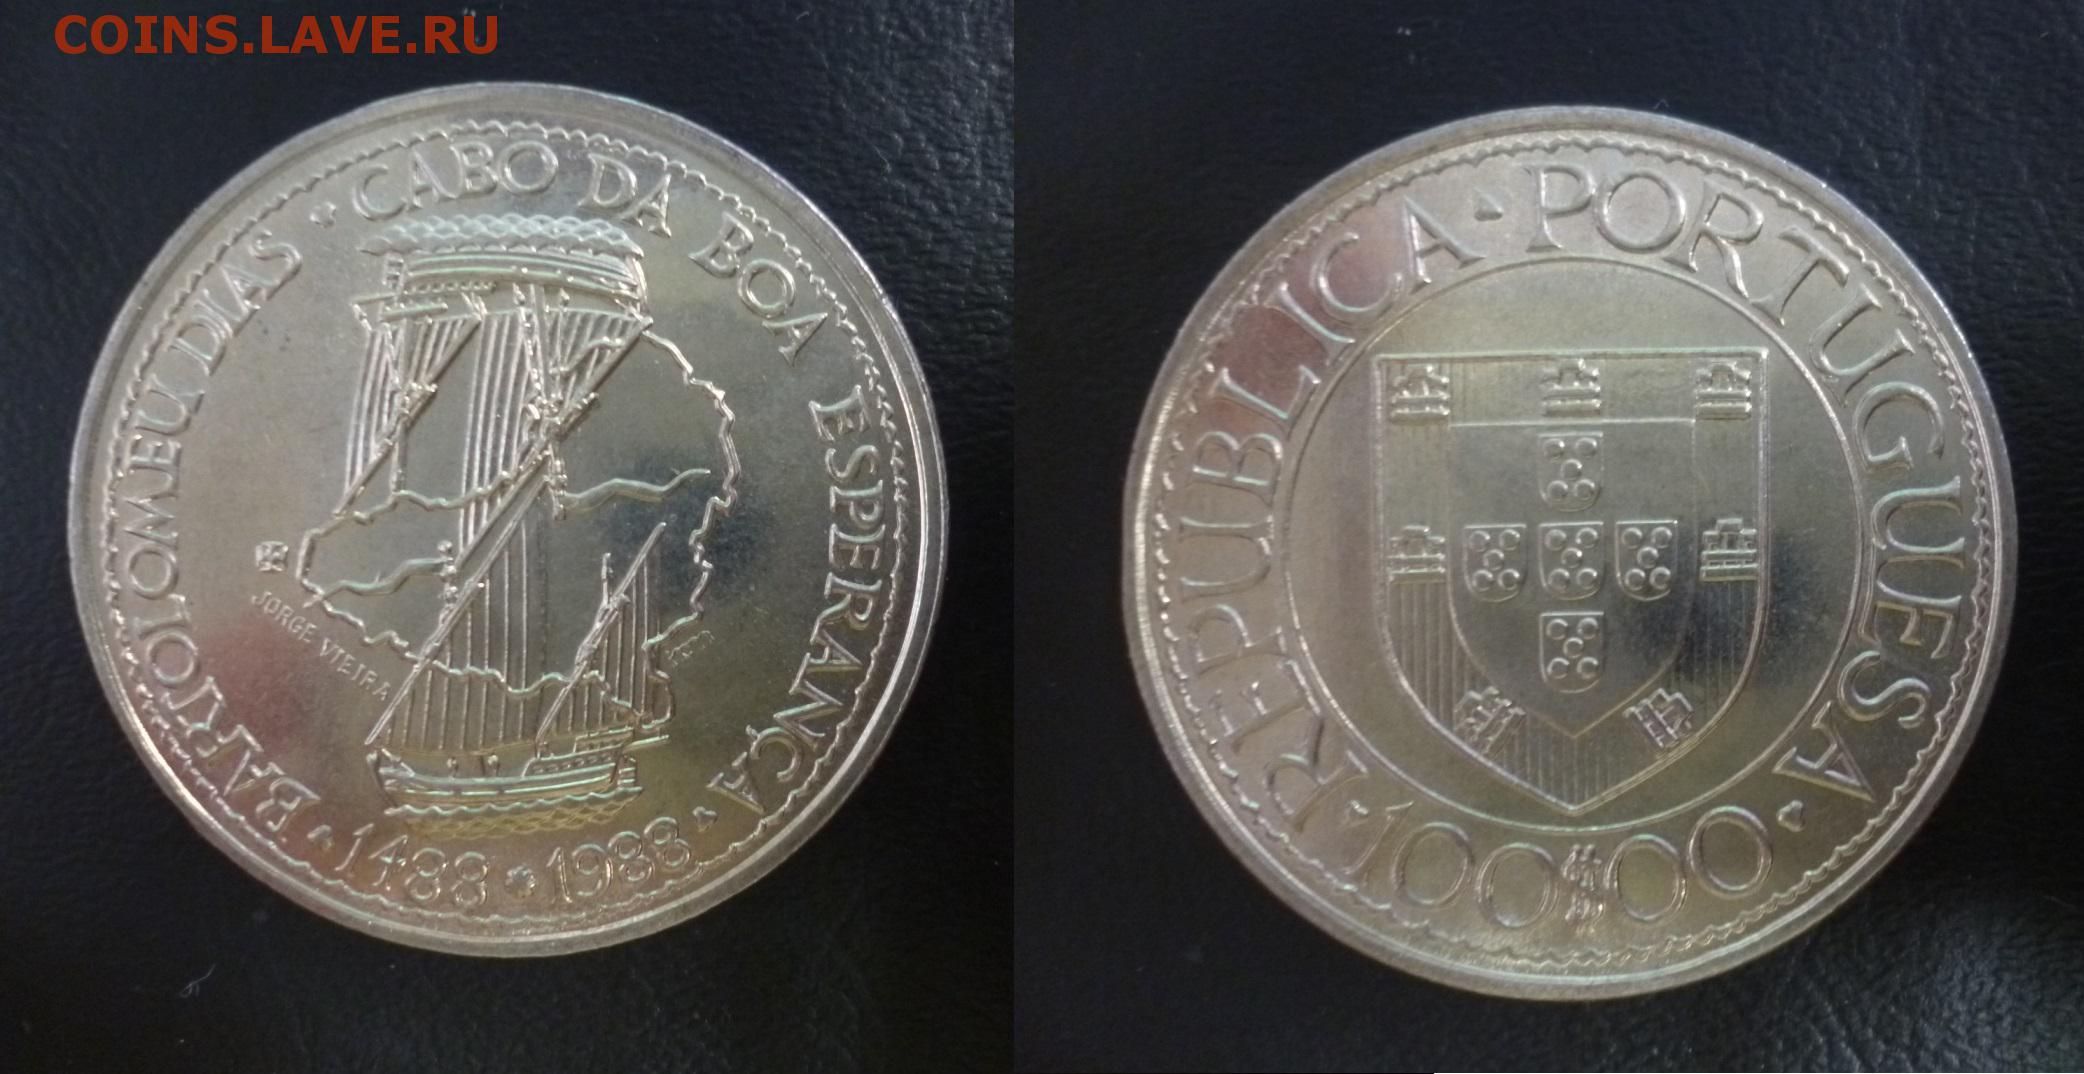 COINS.LAVE.RU
BARTOLOMEU DIAS · CABO DA BOA ESPERANÇA · 1488 * 1988 ·
JORGE VIEIRA
REPUBLICA · PORTUGUESA · 100$00 ·